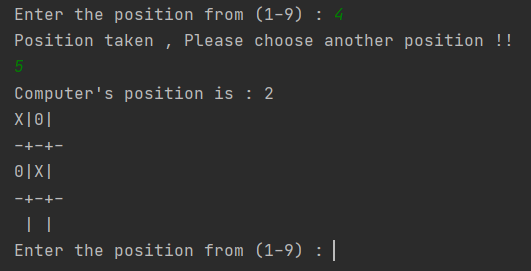 Enter the position from (1-9) : 4
Position taken , Please choose another position !!
5
Computer's position is : 2
X|0|
-+-+-
0|X|
-+-+-
 | |
Enter the position from (1-9) :